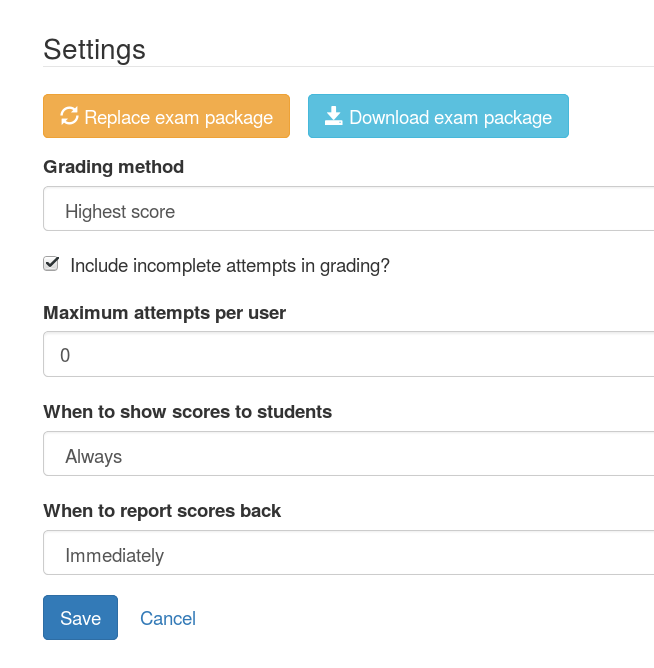 Settings
Replace exam package
Download exam package
Grading method
Highest score
Include incomplete attempts in grading?
Maximum attempts per user
0
When to show scores to students
Always
When to report scores back
Immediately
Save
Cancel